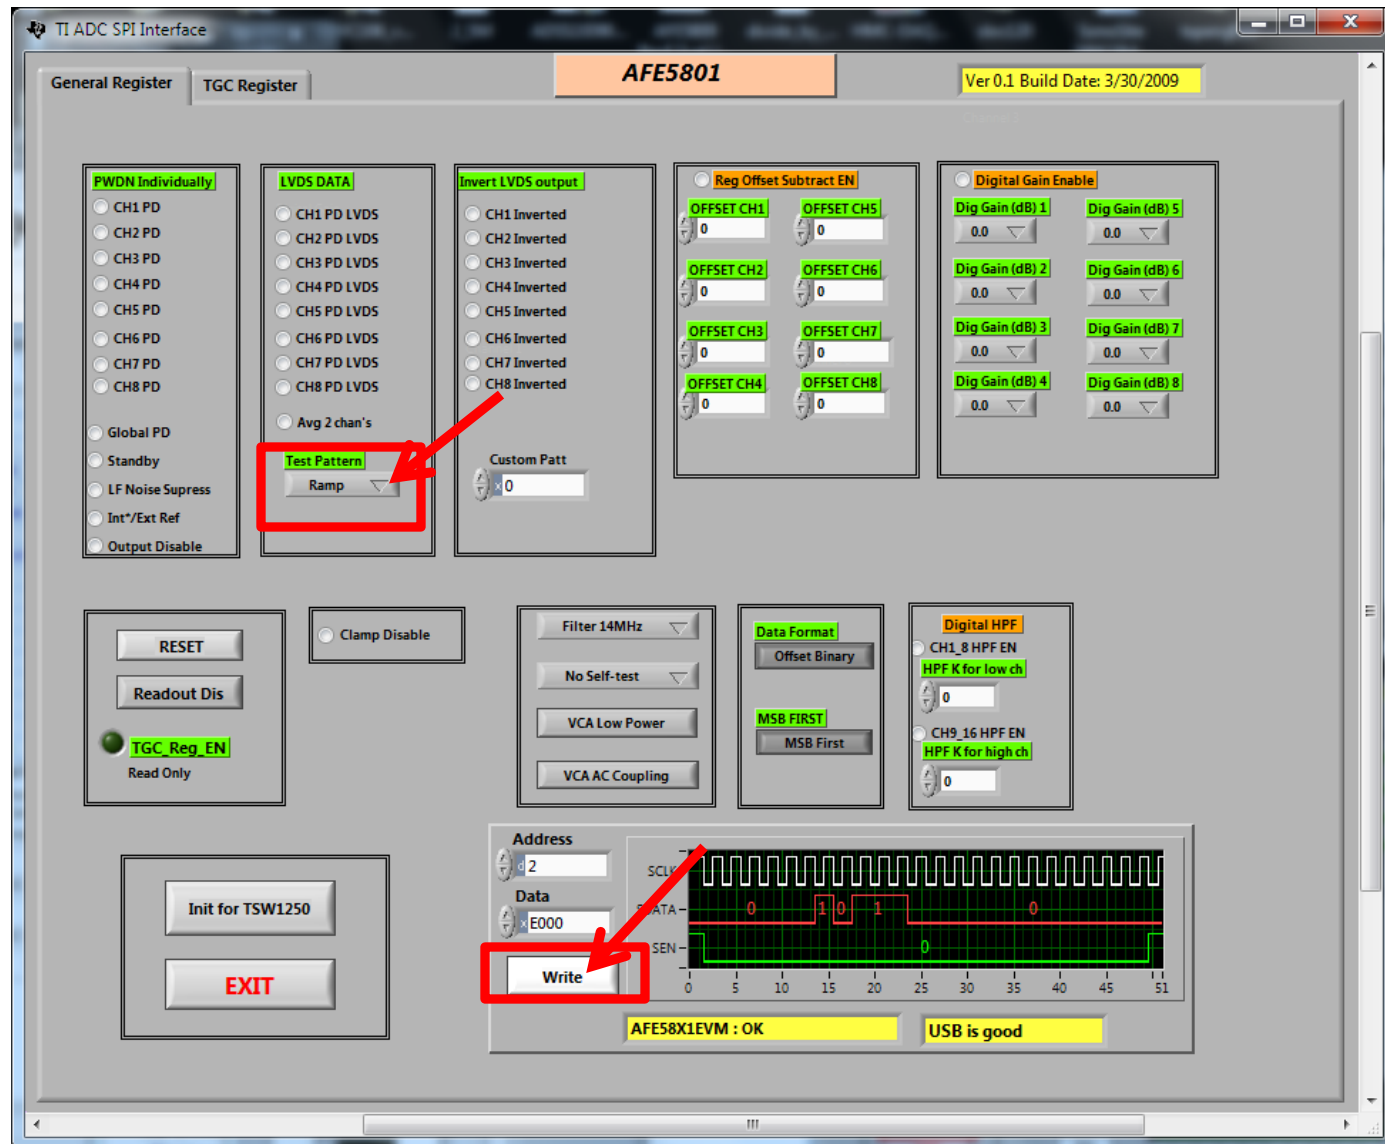 TI ADC SPI Interface
General Register
TGC Register
AFE5801
Ver 0.1 Build Date: 3/30/2009
PWDN Individually
CH1 PD
CH2 PD
CH3 PD
CH4 PD
CH5 PD
CH6 PD
CH7 PD
CH8 PD
Global PD
Standby
LF Noise Supress
Int*/Ext Ref
Output Disable
LVDS DATA
CH1 PD LVDS
CH2 PD LVDS
CH3 PD LVDS
CH4 PD LVDS
CH5 PD LVDS
CH6 PD LVDS
CH7 PD LVDS
CH8 PD LVDS
Avg 2 chan's
Test Pattern
Ramp
Invert LVDS output
CH1 Inverted
CH2 Inverted
CH3 Inverted
CH4 Inverted
CH5 Inverted
CH6 Inverted
CH7 Inverted
CH8 Inverted
Custom Patt
x 0
Reg Offset Subtract EN
OFFSET CH1 OFFSET CH5
0 0
OFFSET CH2 OFFSET CH6
0 0
OFFSET CH3 OFFSET CH7
0 0
OFFSET CH4 OFFSET CH8
0 0
Digital Gain Enable
Dig Gain (dB) 1 Dig Gain (dB) 5
0.0 0.0
Dig Gain (dB) 2 Dig Gain (dB) 6
0.0 0.0
Dig Gain (dB) 3 Dig Gain (dB) 7
0.0 0.0
Dig Gain (dB) 4 Dig Gain (dB) 8
0.0 0.0
RESET
Readout Dis
TGC_Reg_EN
Read Only
Clamp Disable
Filter 14MHz
No Self-test
VCA Low Power
VCA AC Coupling
Data Format
Offset Binary
MSB FIRST
MSB First
Digital HPF
CH1_8 HPF EN
HPF K for low ch
0
CH9_16 HPF EN
HPF K for high ch
0
Init for TSW1250
EXIT
Address
d 2
Data
x E000
Write
SCLK
SDATA
0 1 0 1 0
SEN
0
0 5 10 15 20 25 30 35 40 45 51
AFE58X1EVM : OK
USB is good